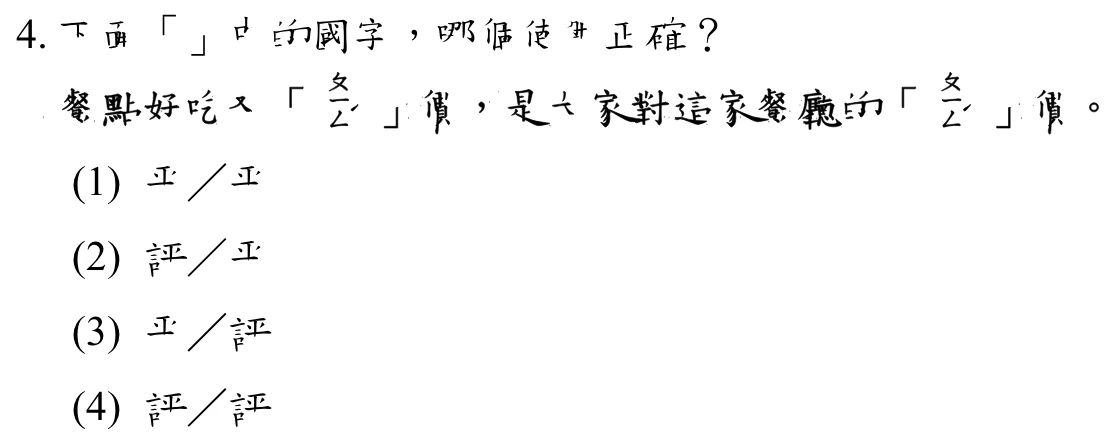 4. 下面「」中的國字，哪個使用正確？
餐點好吃又「ㄆㄧㄥˊ」價，是大家對這家餐廳的「ㄆㄧㄥˊ」價。
(1) 平／平
(2) 評／平
(3) 平／評
(4) 評／評